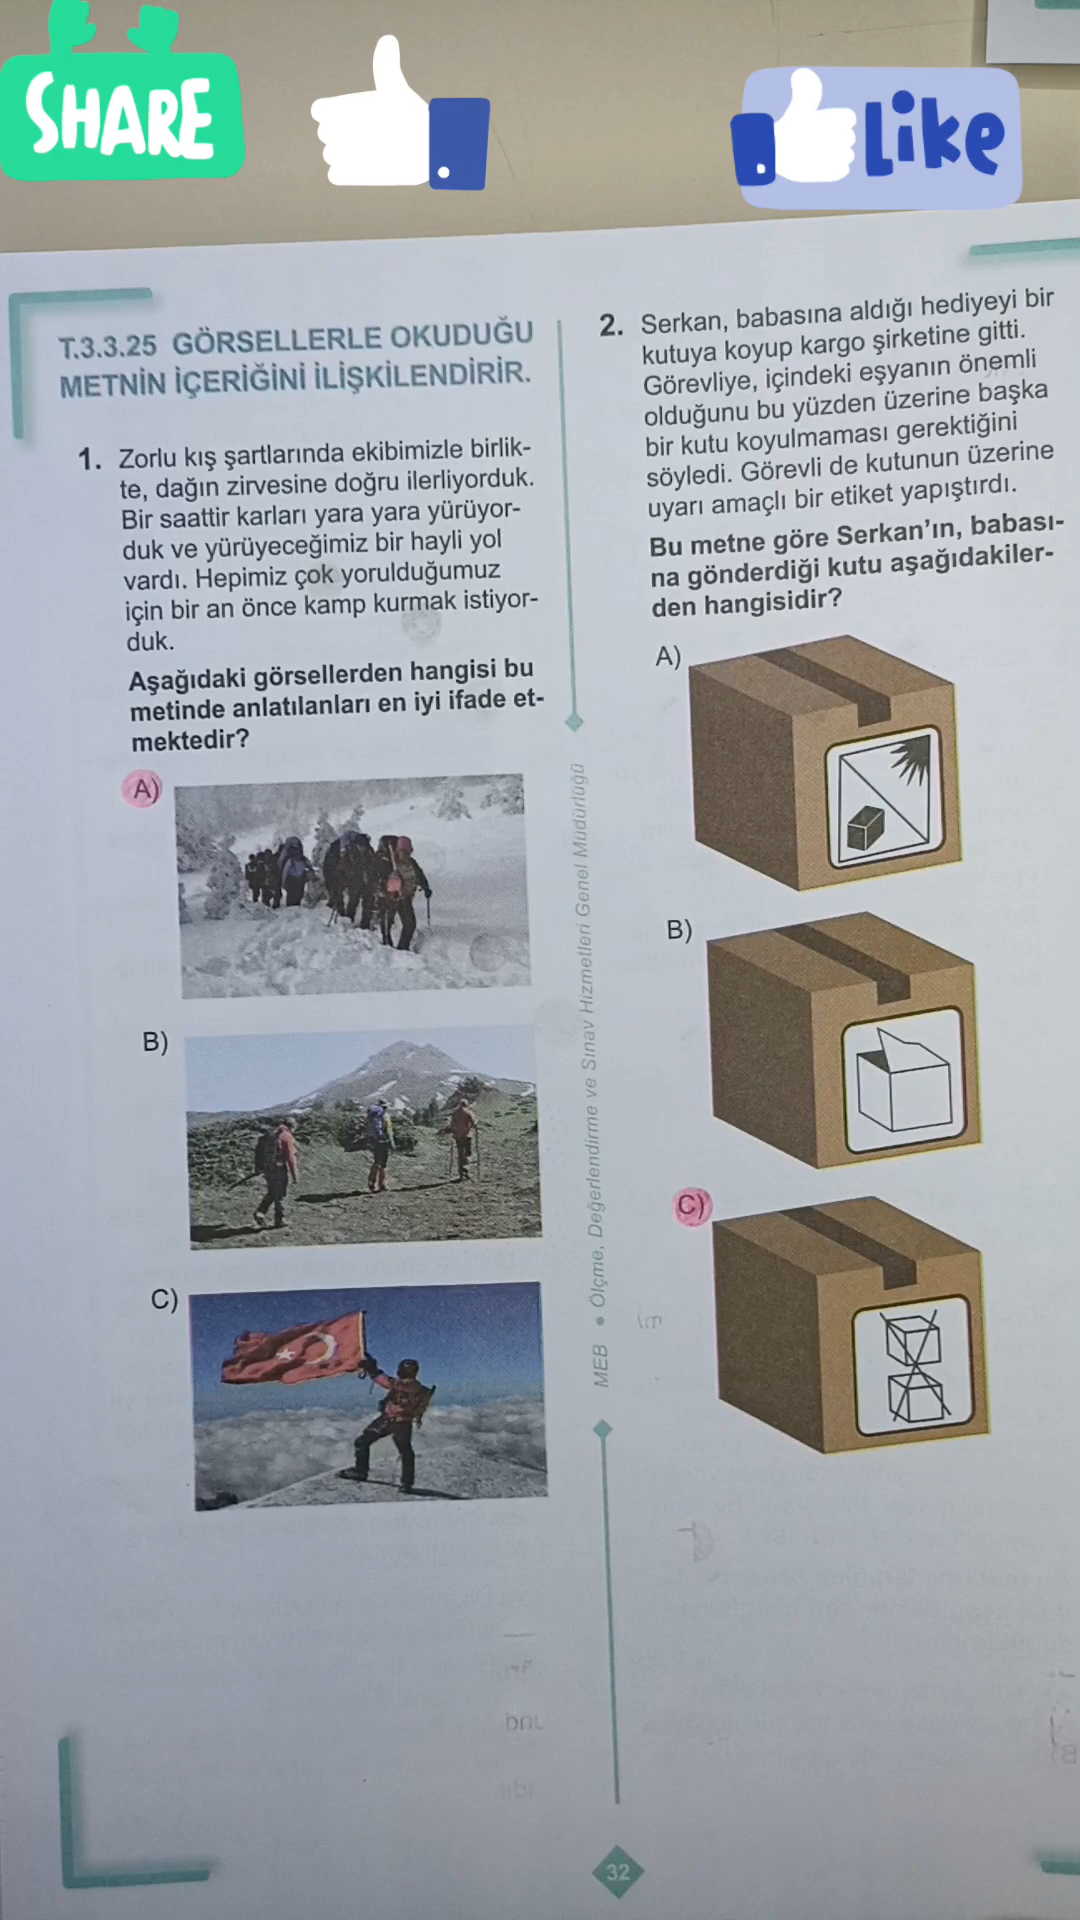 SHARE
Like
T.3.3.25 GÖRSELLERLE OKUDUĞU
METNİN İÇERİĞİNİ İLİŞKİLENDİRİR.
1. Zorlu kış şartlarında ekibimizle birlik-
te, dağın zirvesine doğru ilerliyorduk.
Bir saattir karları yara yara yürüyor-
duk ve yürüyeceğimiz bir hayli yol
vardı. Hepimiz çok yorulduğumuz
için bir an önce kamp kurmak istiyor-
duk.
Aşağıdaki görsellerden hangisi bu
metinde anlatılanları en iyi ifade et-
mektedir?
A)
B)
C)
MEB • Ölçme, Değerlendirme ve Sınav Hizmetleri Genel Müdürlüğü
2. Serkan, babasına aldığı hediyeyi bir
kutuya koyup kargo şirketine gitti.
Görevliye, içindeki eşyanın önemli
olduğunu bu yüzden üzerine başka
bir kutu koyulmaması gerektiğini
söyledi. Görevli de kutunun üzerine
uyarı amaçlı bir etiket yapıştırdı.
Bu metne göre Serkan'ın, babası-
na gönderdiği kutu aşağıdakiler-
den hangisidir?
A)
B)
C)
32